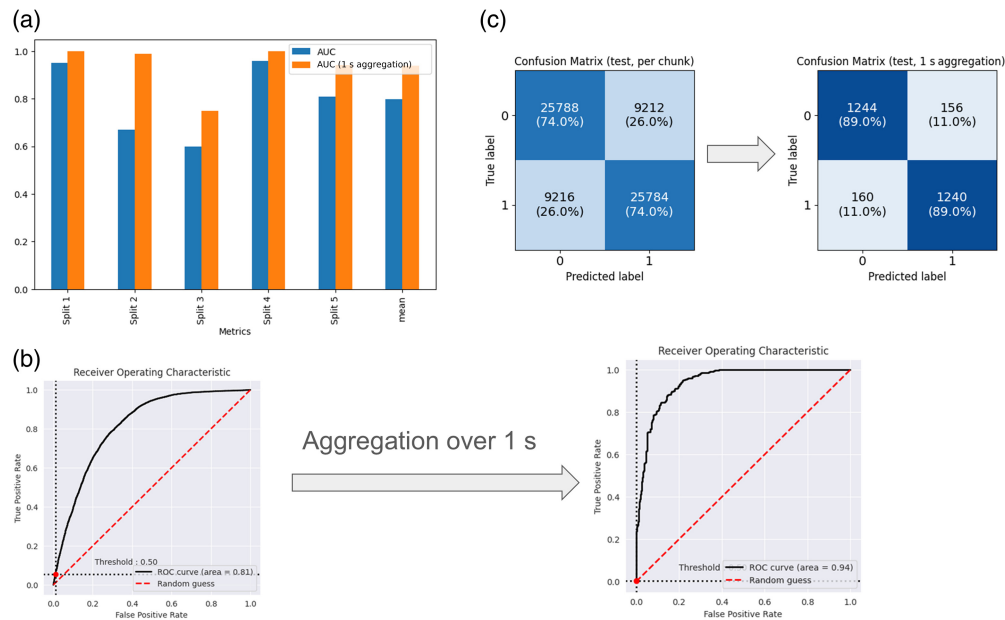 (a)
1.0
0.8
0.6
0.4
0.2
0.0
AUC
AUC (1 s aggregation)
Split 1
Split 2
Split 3
Split 4
Split 5
mean
Metrics
(c)
Confusion Matrix (test, per chunk)
True label
0
1
25788
(74.0%)
9212
(26.0%)
9216
(26.0%)
25784
(74.0%)
0
1
Predicted label
Confusion Matrix (test, 1 s aggregation)
True label
0
1
1244
(89.0%)
156
(11.0%)
160
(11.0%)
1240
(89.0%)
0
1
Predicted label
(b)
Receiver Operating Characteristic
True Positive Rate
1.0
0.8
0.6
0.4
0.2
0.0
Threshold : 0.50
ROC curve (area = 0.81)
Random guess
0.0
0.2
0.4
0.6
0.8
1.0
False Positive Rate
Aggregation over 1 s
Receiver Operating Characteristic
True Positive Rate
1.0
0.8
0.6
0.4
0.2
0.0
Threshold
ROC curve (area = 0.94)
Random guess
0.0
0.2
0.4
0.6
0.8
1.0
False Positive Rate